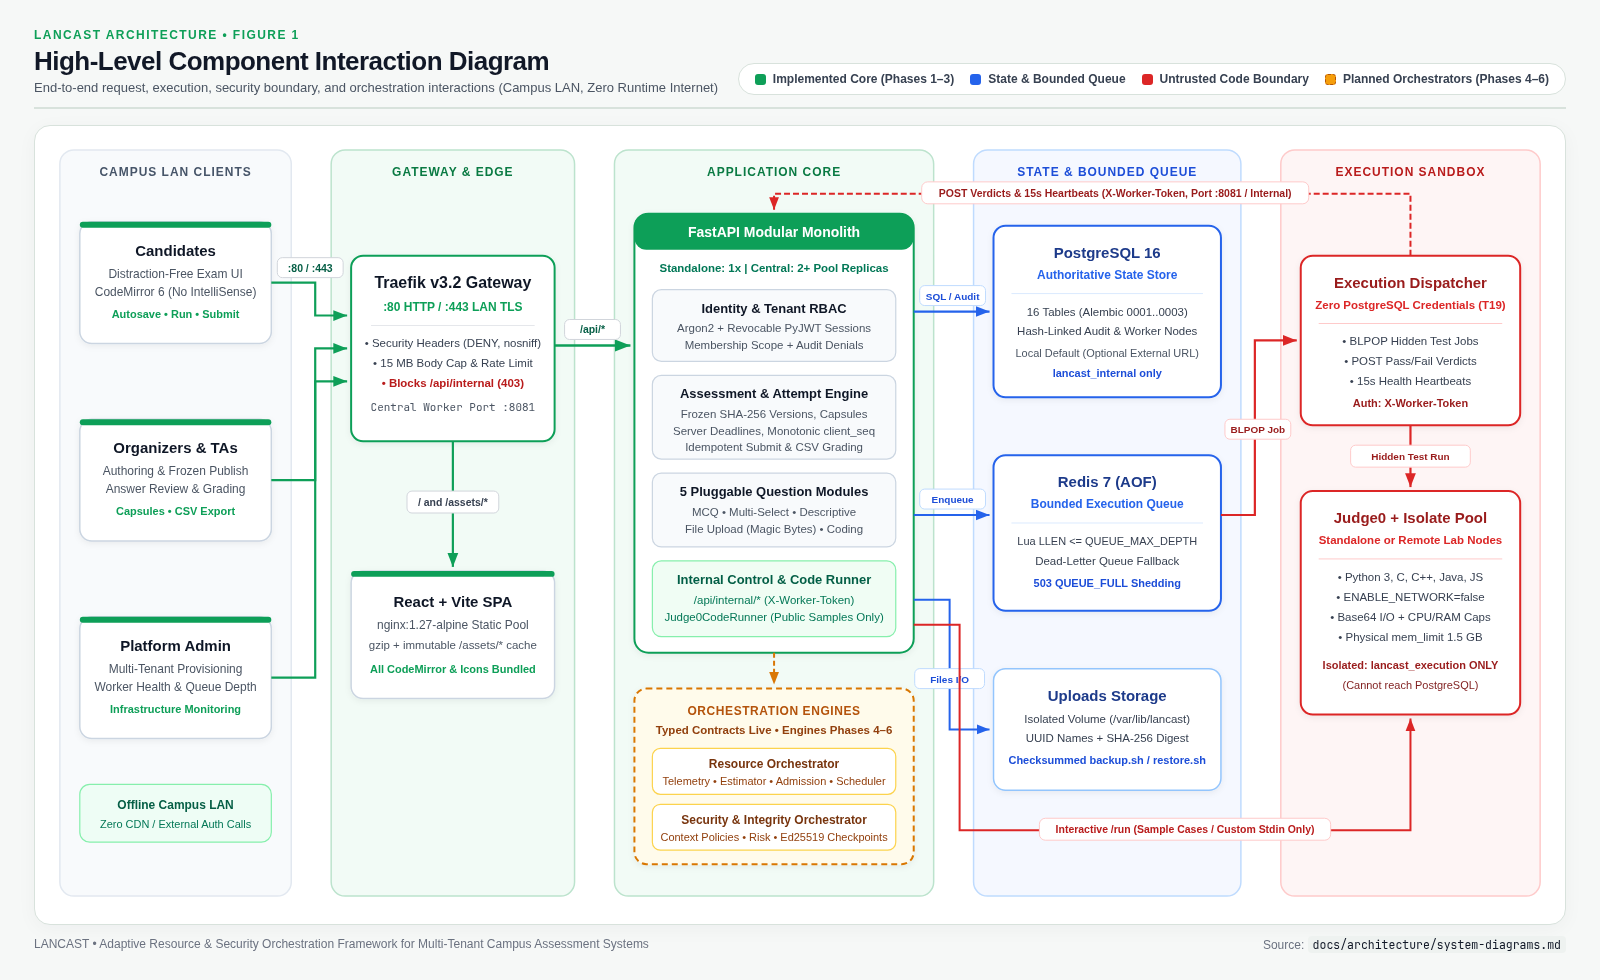 LANCAST ARCHITECTURE • FIGURE 1
High-Level Component Interaction Diagram
End-to-end request, execution, security boundary, and orchestration interactions (Campus LAN, Zero Runtime Internet)
Implemented Core (Phases 1–3)
State & Bounded Queue
Untrusted Code Boundary
Planned Orchestrators (Phases 4–6)
CAMPUS LAN CLIENTS
Candidates
Distraction-Free Exam UI
CodeMirror 6 (No IntelliSense)
Autosave • Run • Submit
Organizers & TAs
Authoring & Frozen Publish
Answer Review & Grading
Capsules • CSV Export
Platform Admin
Multi-Tenant Provisioning
Worker Health & Queue Depth
Infrastructure Monitoring
Offline Campus LAN
Zero CDN / External Auth Calls
:80 / :443
GATEWAY & EDGE
Traefik v3.2 Gateway
:80 HTTP / :443 LAN TLS
• Security Headers (DENY, nosniff)
• 15 MB Body Cap & Rate Limit
• Blocks /api/internal (403)
Central Worker Port :8081
/ and /assets/*
React + Vite SPA
nginx:1.27-alpine Static Pool
gzip + immutable /assets/* cache
All CodeMirror & Icons Bundled
/api/*
APPLICATION CORE
FastAPI Modular Monolith
Standalone: 1x | Central: 2+ Pool Replicas
Identity & Tenant RBAC
Argon2 + Revocable PyJWT Sessions
Membership Scope + Audit Denials
Assessment & Attempt Engine
Frozen SHA-256 Versions, Capsules
Server Deadlines, Monotonic client_seq
Idempotent Submit & CSV Grading
5 Pluggable Question Modules
MCQ • Multi-Select • Descriptive
File Upload (Magic Bytes) • Coding
Internal Control & Code Runner
/api/internal/* (X-Worker-Token)
Judge0CodeRunner (Public Samples Only)
ORCHESTRATION ENGINES
Typed Contracts Live • Engines Phases 4–6
Resource Orchestrator
Telemetry • Estimator • Admission • Scheduler
Security & Integrity Orchestrator
Context Policies • Risk • Ed25519 Checkpoints
SQL / Audit
Enqueue
Files I/O
STATE & BOUNDED QUEUE
POST Verdicts & 15s Heartbeats (X-Worker-Token, Port :8081 / Internal)
PostgreSQL 16
Authoritative State Store
16 Tables (Alembic 0001..0003)
Hash-Linked Audit & Worker Nodes
Local Default (Optional External URL)
lancast_internal only
Redis 7 (AOF)
Bounded Execution Queue
Lua LLEN <= QUEUE_MAX_DEPTH
Dead-Letter Queue Fallback
503 QUEUE_FULL Shedding
Uploads Storage
Isolated Volume (/var/lib/lancast)
UUID Names + SHA-256 Digest
Checksummed backup.sh / restore.sh
Interactive /run (Sample Cases / Custom Stdin Only)
BLPOP Job
EXECUTION SANDBOX
Execution Dispatcher
Zero PostgreSQL Credentials (T19)
• BLPOP Hidden Test Jobs
• POST Pass/Fail Verdicts
• 15s Health Heartbeats
Auth: X-Worker-Token
Hidden Test Run
Judge0 + Isolate Pool
Standalone or Remote Lab Nodes
• Python 3, C, C++, Java, JS
• ENABLE_NETWORK=false
• Base64 I/O + CPU/RAM Caps
• Physical mem_limit 1.5 GB
Isolated: lancast_execution ONLY
(Cannot reach PostgreSQL)
LANCAST • Adaptive Resource & Security Orchestration Framework for Multi-Tenant Campus Assessment Systems
Source: docs/architecture/system-diagrams.md